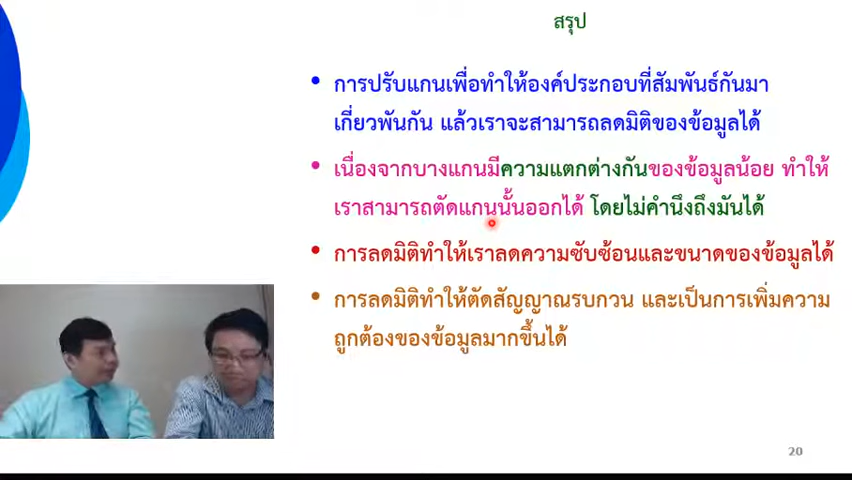 สรุป
การปรับแกนเพื่อทำให้องค์ประกอบที่สัมพันธ์กันมา
เกี่ยวพันกัน แล้วเราจะสามารถลดมิติของข้อมูลได้
เนื่องจากบางแกนมีความแตกต่างกันของข้อมูลน้อย ทำให้
เราสามารถตัดแกนนั้นออกได้ โดยไม่คำนึงถึงมันได้
การลดมิติทำให้เราลดความซับซ้อนและขนาดของข้อมูลได้
การลดมิติทำให้ตัดสัญญาณรบกวน และเป็นการเพิ่มความ
ถูกต้องของข้อมูลมากขึ้นได้
20